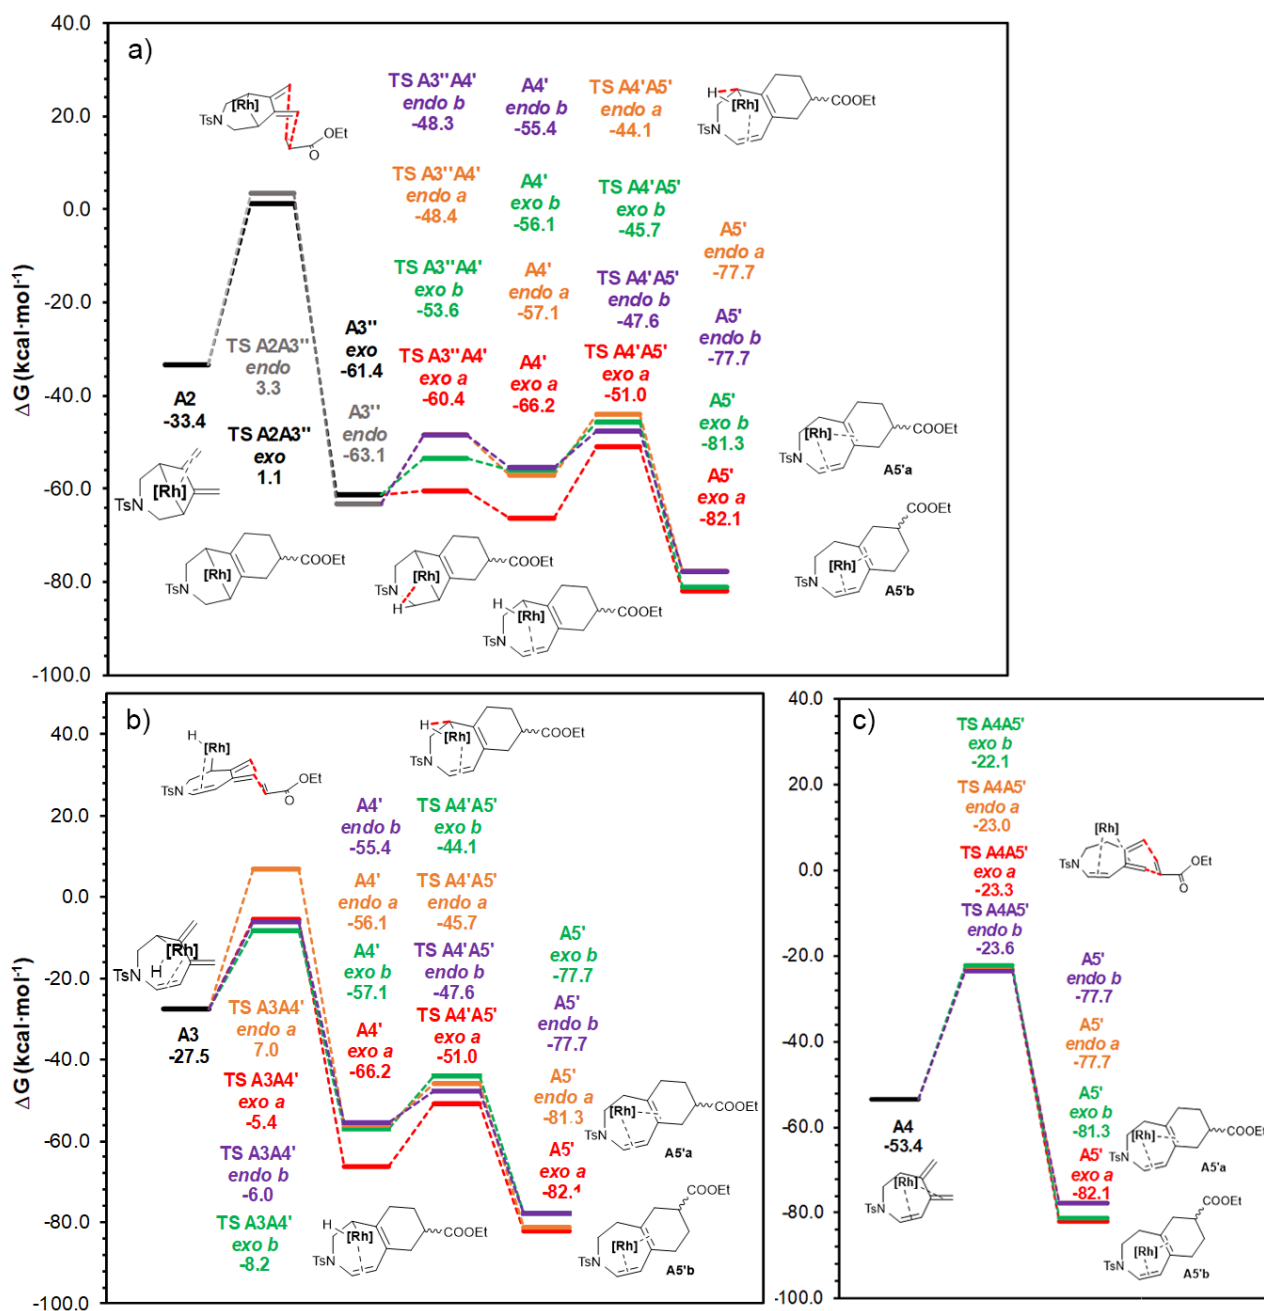 a)
ΔG (kcal·mol-1)
40.0
20.0
0.0
-20.0
-40.0
-60.0
-80.0
-100.0
[Rh]
TsN
OEt
O
TS A3''A4'
endo b
-48.3
A4'
endo b
-55.4
TS A4'A5'
endo a
-44.1
H
[Rh]
TsN
COOEt
TS A3''A4'
endo a
-48.4
A4'
exo b
-56.1
TS A4'A5'
exo b
-45.7
A5'
endo a
-77.7
TS A3''A4'
exo b
-53.6
A4'
endo a
-57.1
TS A4'A5'
endo b
-47.6
A5'
endo b
-77.7
TS A3''A4'
exo a
-60.4
A4'
exo a
-66.2
TS A4'A5'
exo a
-51.0
A5'
exo b
-81.3
A5'
exo a
-82.1
A2
-33.4
TS A2A3''
endo
3.3
TS A2A3''
exo
1.1
A3''
exo
-61.4
A3''
endo
-63.1
TsN
[Rh]
TsN
[Rh]
COOEt
TsN
[Rh]
H
COOEt
H
[Rh]
TsN
COOEt
[Rh]
TsN
COOEt
A5'a
COOEt
[Rh]
TsN
A5'b
b)
ΔG (kcal·mol-1)
40.0
20.0
0.0
-20.0
-40.0
-60.0
-80.0
-100.0
H
[Rh]
TsN
OEt
O
H
[Rh]
TsN
COOEt
A4'
endo b
-55.4
TS A4'A5'
exo b
-44.1
A4'
endo a
-56.1
TS A4'A5'
endo a
-45.7
A4'
exo b
-57.1
TS A4'A5'
endo b
-47.6
A4'
exo a
-66.2
TS A4'A5'
exo a
-51.0
A5'
exo b
-77.7
A5'
endo b
-77.7
A5'
endo a
-81.3
A5'
exo a
-82.1
[Rh]
H
TsN
A3
-27.5
TS A3A4'
endo a
7.0
TS A3A4'
exo a
-5.4
TS A3A4'
endo b
-6.0
TS A3A4'
exo b
-8.2
H
[Rh]
TsN
COOEt
[Rh]
TsN
COOEt
A5'a
COOEt
[Rh]
TsN
A5'b
c)
40.0
20.0
0.0
-20.0
-40.0
-60.0
-80.0
-100.0
TS A4A5'
exo b
-22.1
TS A4A5'
endo a
-23.0
TS A4A5'
exo a
-23.3
TS A4A5'
endo b
-23.6
[Rh]
TsN
OEt
O
A4
-53.4
[Rh]
TsN
A5'
endo b
-77.7
A5'
endo a
-77.7
A5'
exo b
-81.3
A5'
exo a
-82.1
[Rh]
TsN
COOEt
A5'a
COOEt
[Rh]
TsN
A5'b